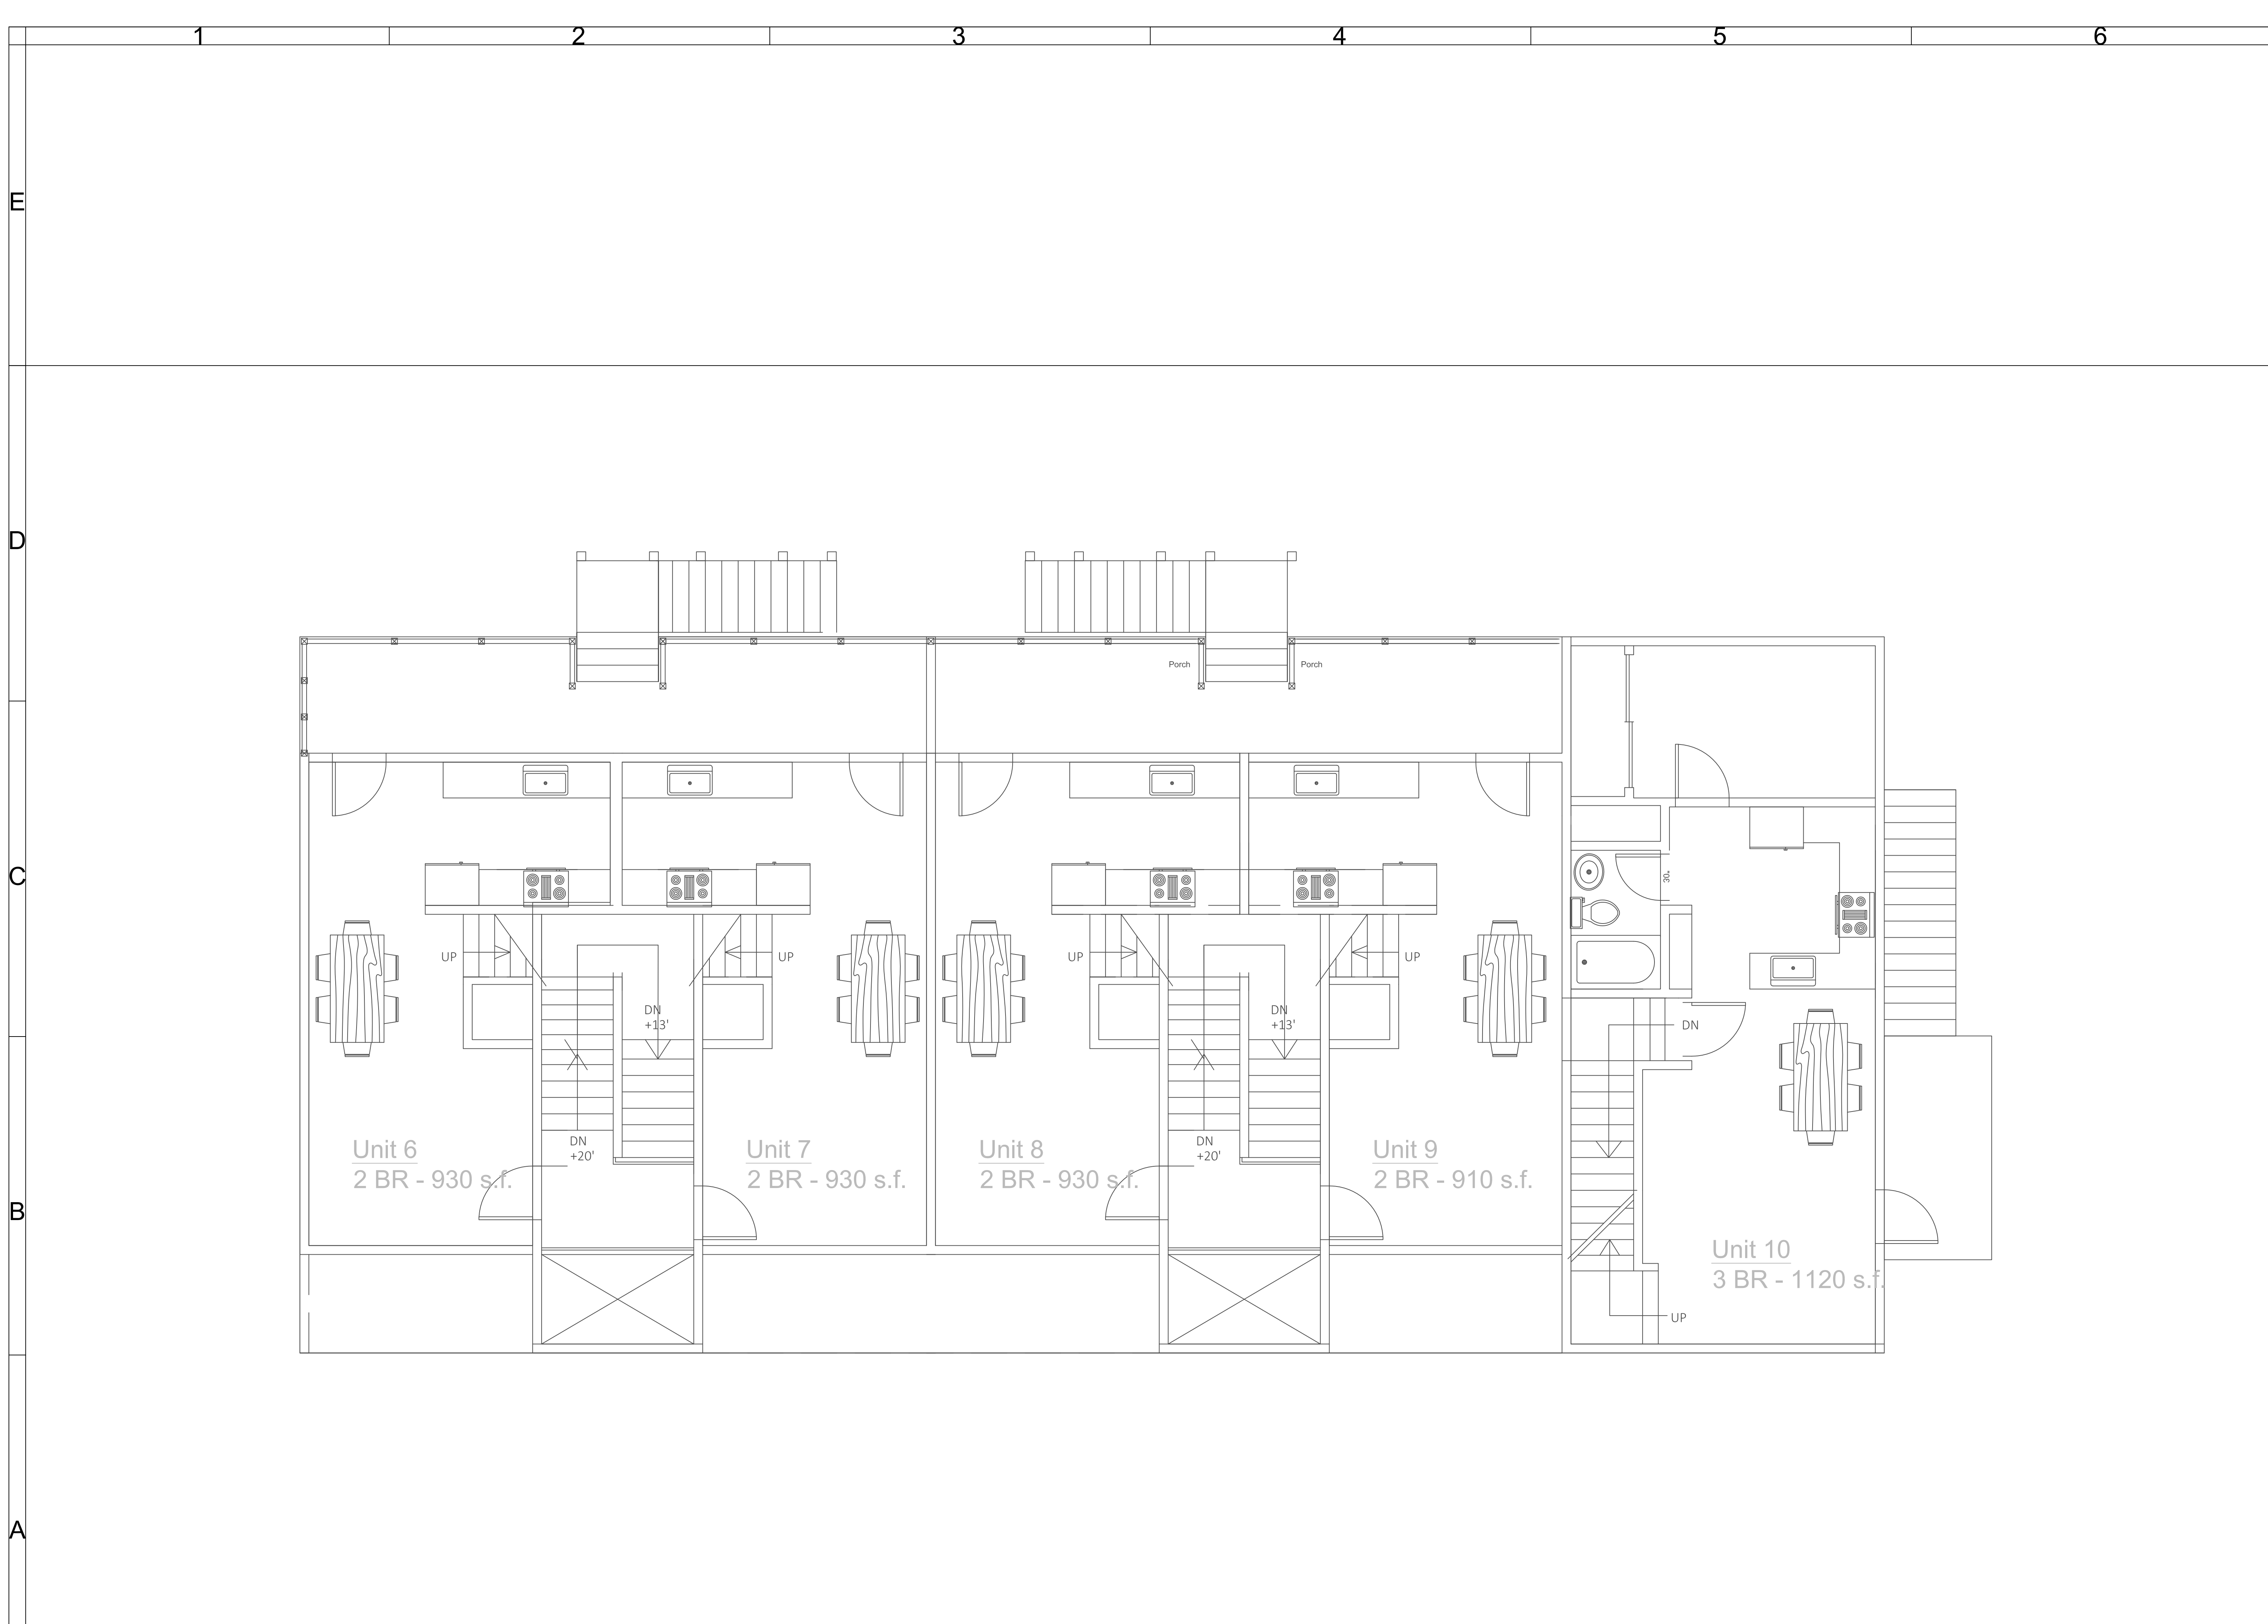 1 2 3 4 5 6
E
D
C
B
A
Porch Porch
UP UP UP UP
30"
DN
+13'
DN
+13'
DN
DN
+20'
DN
+20'
Unit 6
2 BR - 930 s.f.
Unit 7
2 BR - 930 s.f.
Unit 8
2 BR - 930 s.f.
Unit 9
2 BR - 910 s.f.
Unit 10
3 BR - 1120 s.f.
UP